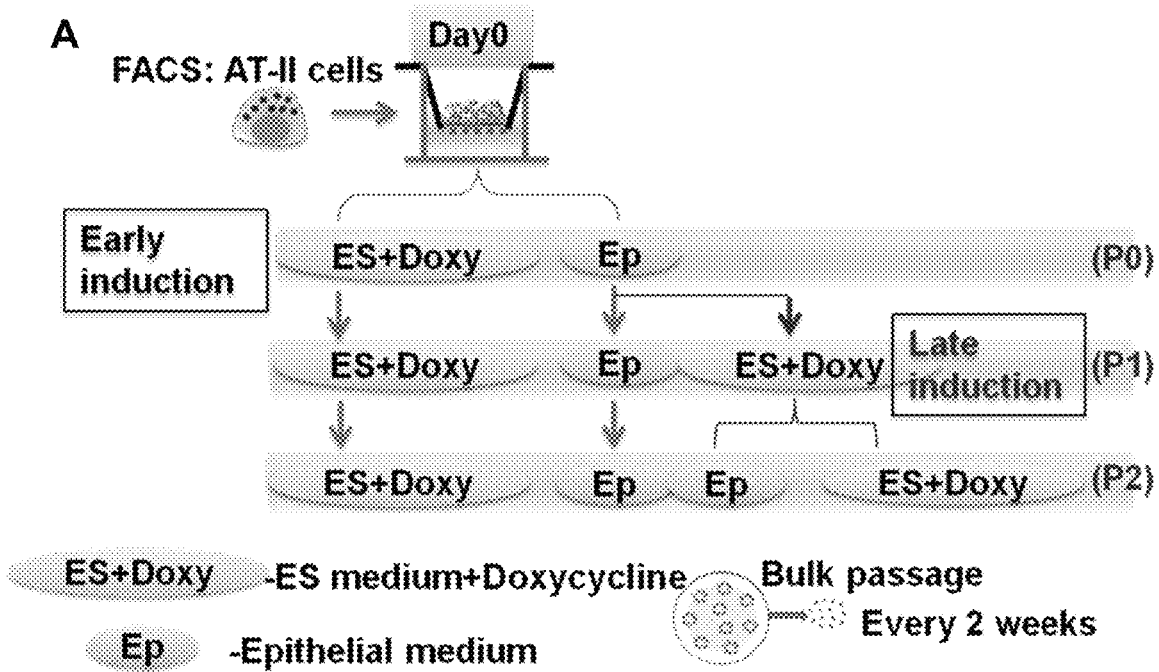 A
Day0
FACS: AT-II cells
Early
induction
ES+Doxy Ep (P0)
ES+Doxy Ep ES+Doxy (P1)
Late
induction
ES+Doxy Ep Ep ES+Doxy (P2)
ES+Doxy -ES medium+Doxycycline
Bulk passage
Every 2 weeks
Ep -Epithelial medium